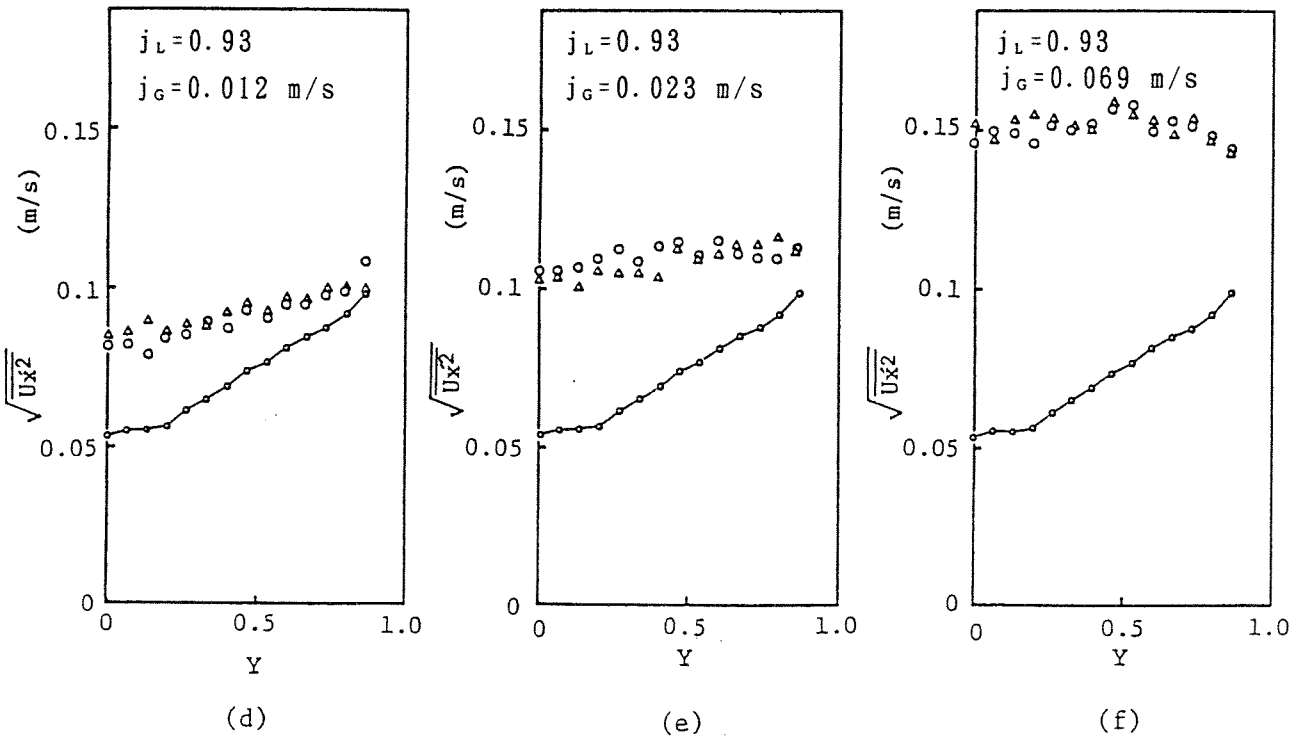 j_L=0.93
j_G=0.012 m/s
0.15
(m/s)
0.1
√Ux'²
0.05
0
0 0.5 1.0
Y
(d)
j_L=0.93
j_G=0.023 m/s
0.15
(m/s)
0.1
√Ux'²
0.05
0
0 0.5 1.0
Y
(e)
j_L=0.93
j_G=0.069 m/s
0.15
(m/s)
0.1
√Ux'²
0.05
0
0 0.5 1.0
Y
(f)